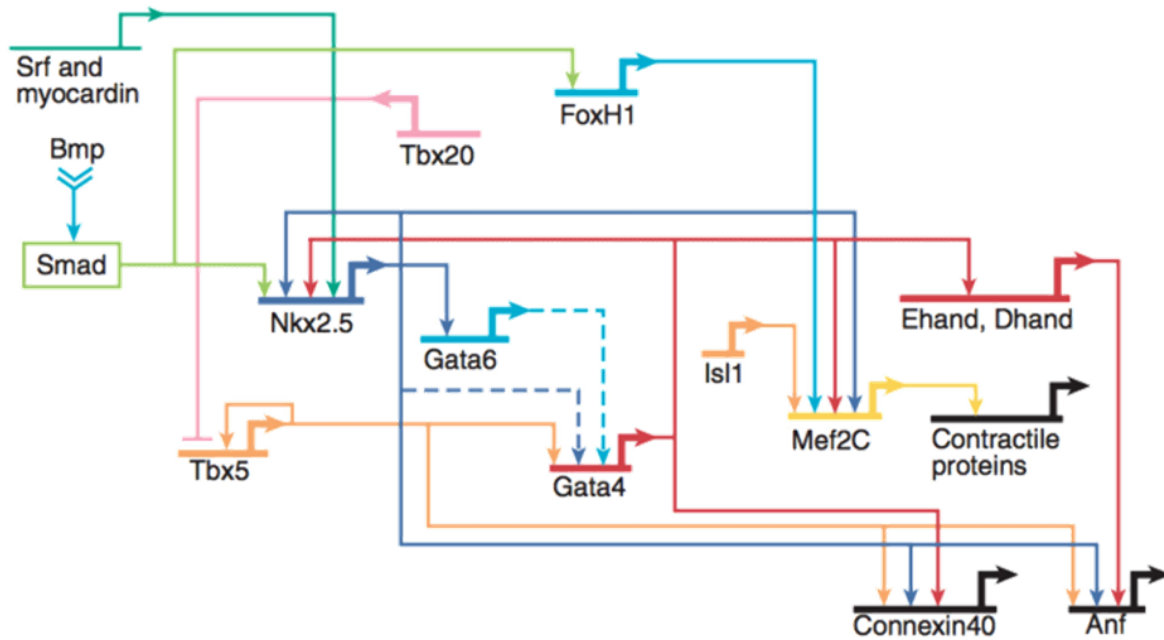 Srf and
myocardin
FoxH1
Tbx20
Bmp
Smad
Nkx2.5
Ehand, Dhand
Gata6
Isl1
Mef2C
Contractile
proteins
Tbx5
Gata4
Connexin40
Anf